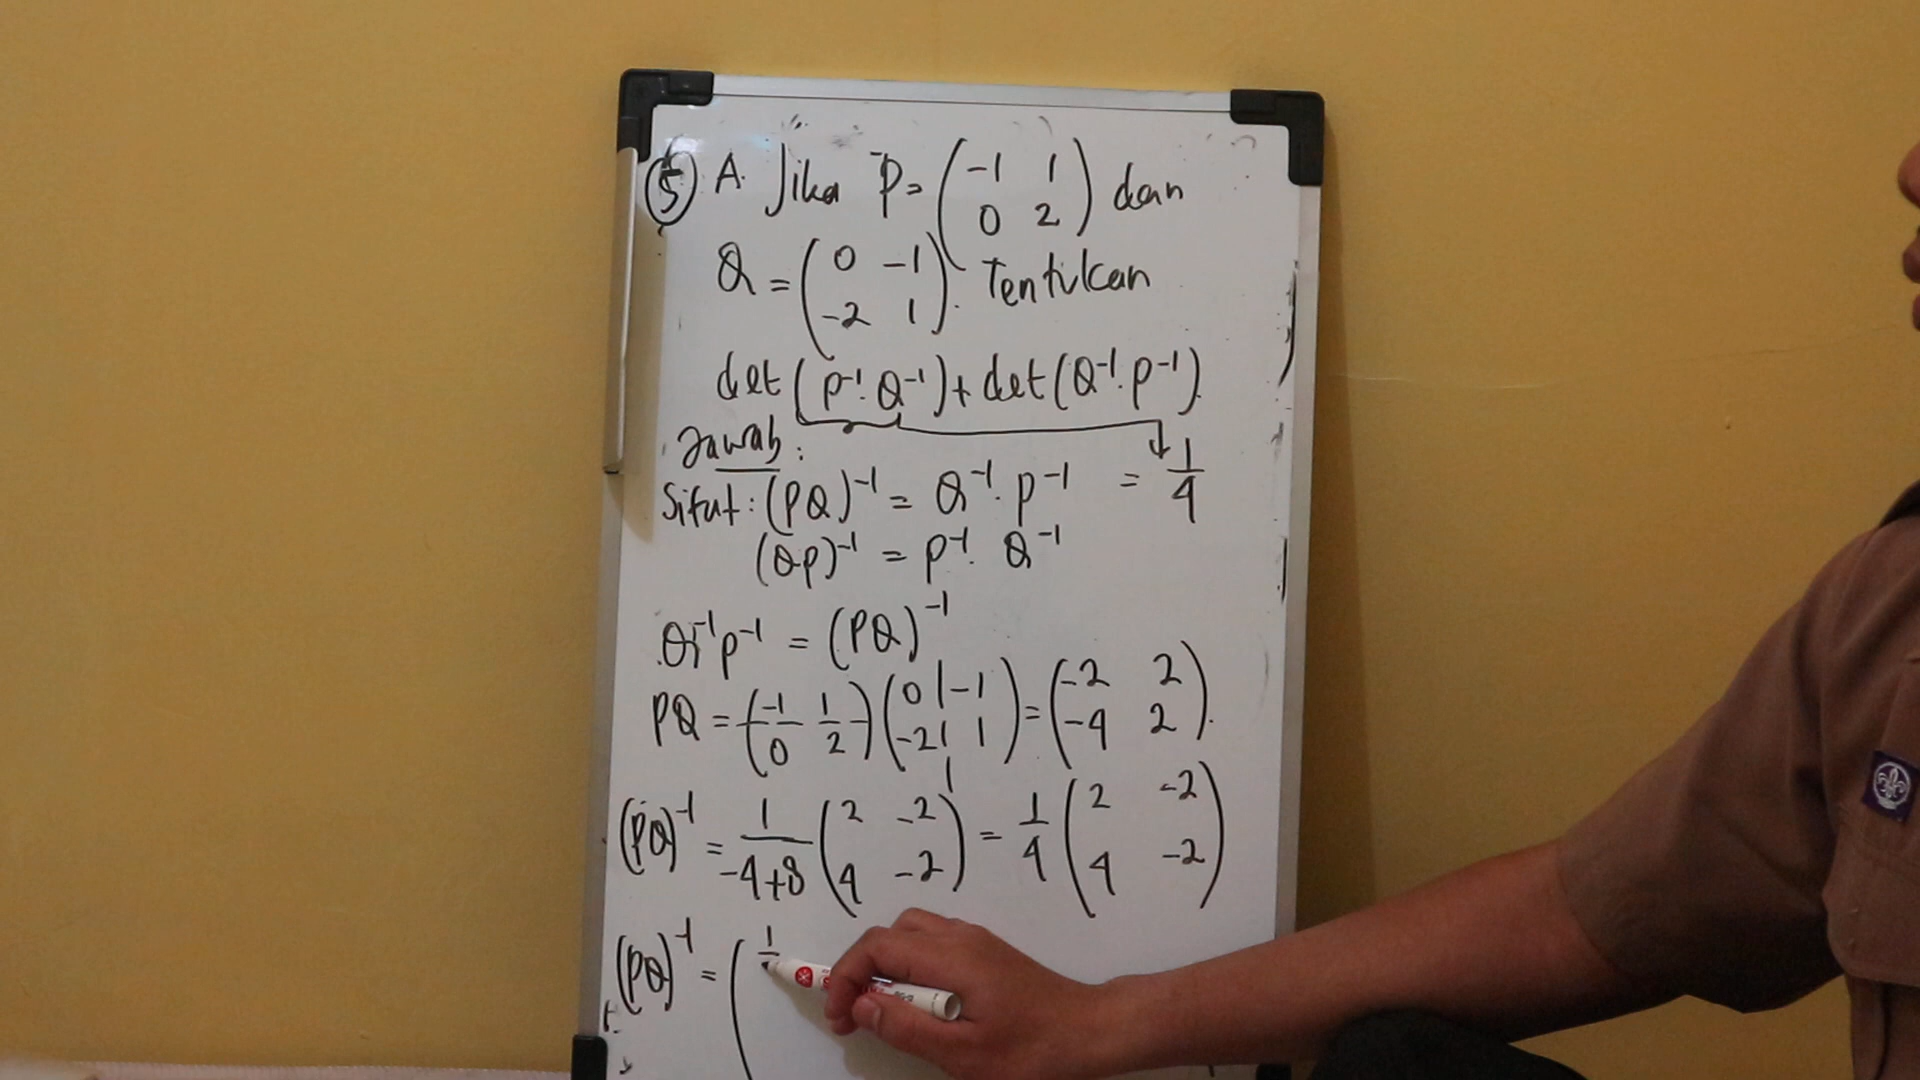 5 A. Jika P = (-1 1 / 0 2) dan
Q = (0 -1 / -2 1). Tentukan
det(P⁻¹. Q⁻¹) + det(Q⁻¹. P⁻¹).
Jawab:
Sifat: (PQ)⁻¹ = Q⁻¹. P⁻¹ = 1/4
(QP)⁻¹ = P⁻¹. Q⁻¹
Q⁻¹P⁻¹ = (PQ)⁻¹
PQ = (-1 1 / 0 2)(0 -1 / -2 1) = (-2 2 / -4 2).
(PQ)⁻¹ = 1/(-4+8) (2 -2 / 4 -2) = 1/4 (2 -2 / 4 -2)
(PQ)⁻¹ = ( 1/